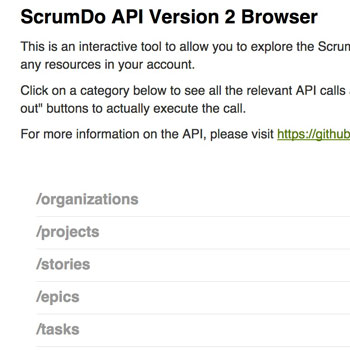 ScrumDo API Version 2 Browser
This is an interactive tool to allow you to explore the Scrum
any resources in your account.
Click on a category below to see all the relevant API calls
out" buttons to actually execute the call.
For more information on the API, please visit https://github
/organizations
/projects
/stories
/epics
/tasks